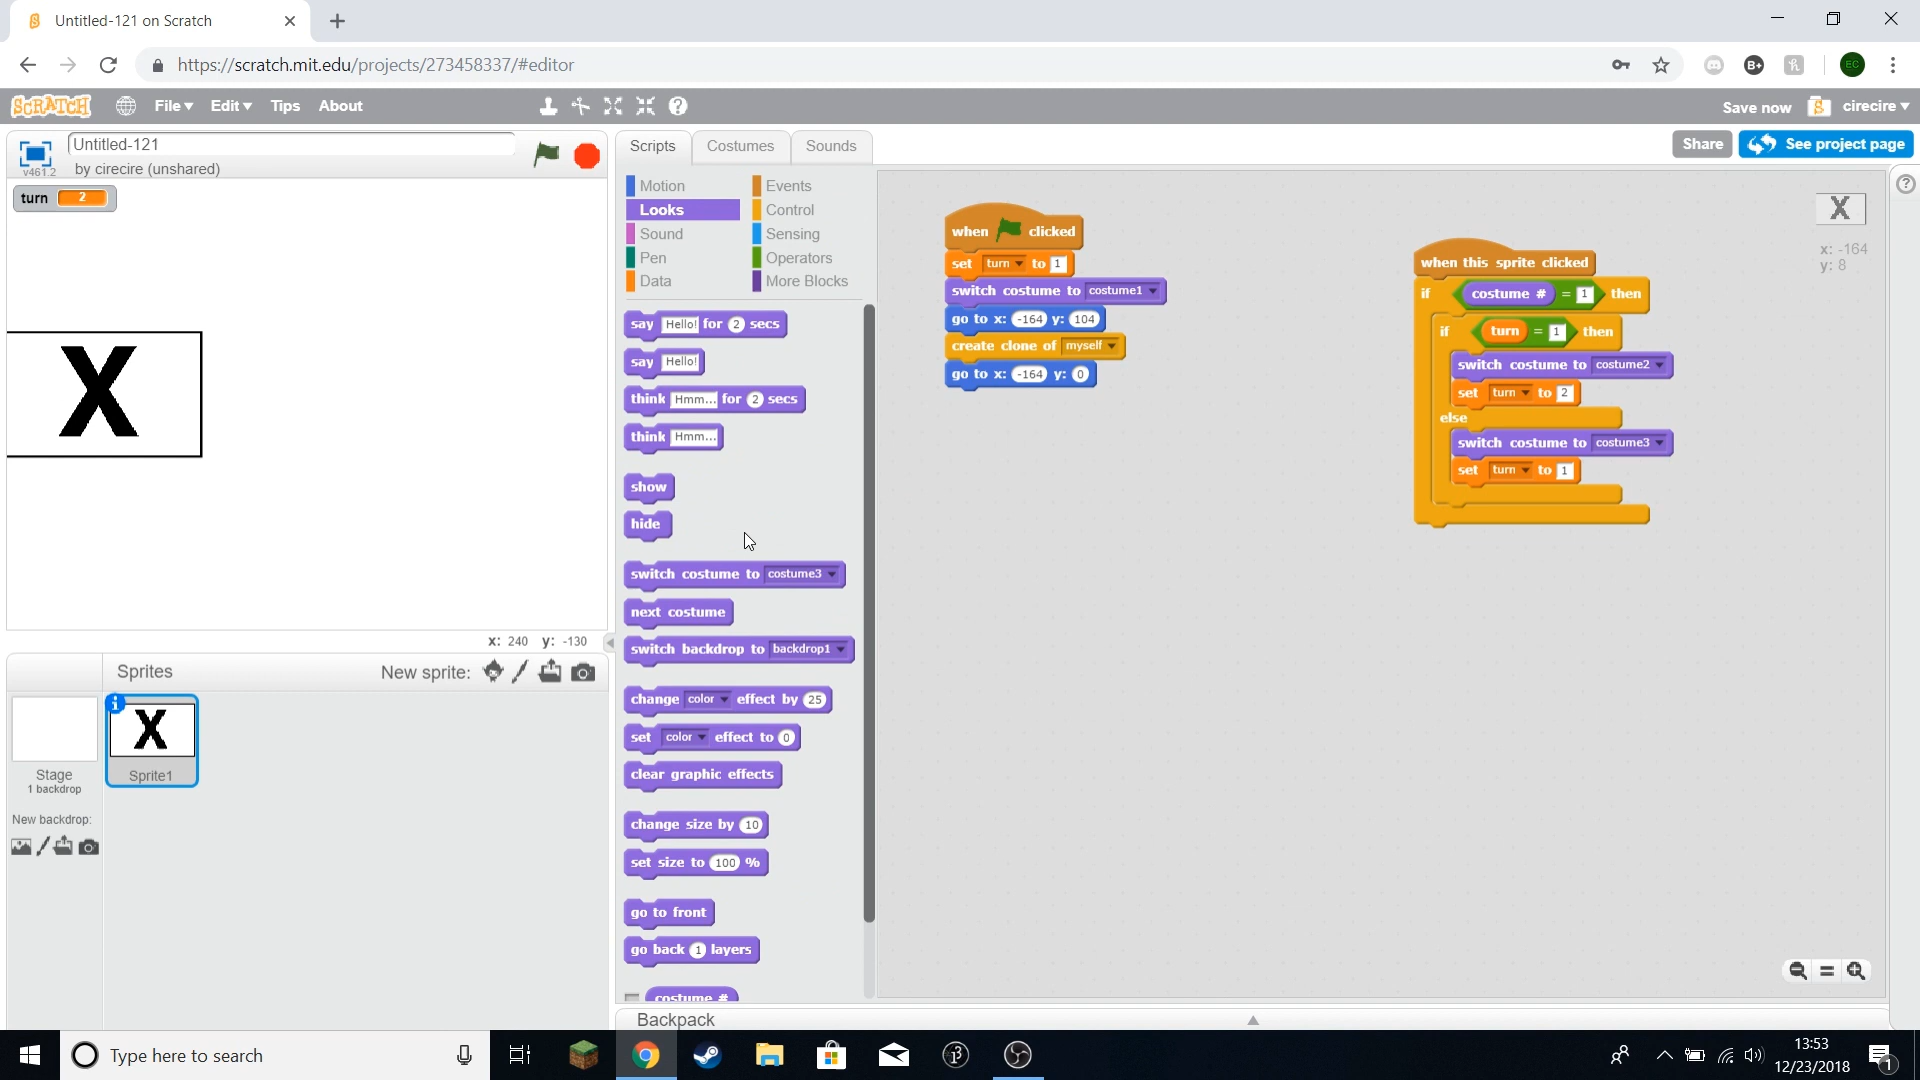 Untitled-121 on Scratch
https://scratch.mit.edu/projects/273458337/#editor
B+
EC
SCRATCH
File
Edit
Tips
About
Save now
cirecire
Untitled-121
by cirecire (unshared)
v461.2
Scripts
Costumes
Sounds
Share
See project page
turn 2
X
x: 240 y: -130
Sprites
New sprite:
X
Sprite1
Stage
1 backdrop
New backdrop:
Motion
Looks
Sound
Pen
Data
Events
Control
Sensing
Operators
More Blocks
say Hello! for 2 secs
say Hello!
think Hmm... for 2 secs
think Hmm...
show
hide
switch costume to costume3
next costume
switch backdrop to backdrop1
change color effect by 25
set color effect to 0
clear graphic effects
change size by 10
set size to 100 %
go to front
go back 1 layers
costume #
when clicked
set turn to 1
switch costume to costume1
go to x: -164 y: 104
create clone of myself
go to x: -164 y: 0
when this sprite clicked
if costume # = 1 then
if turn = 1 then
switch costume to costume2
set turn to 2
else
switch costume to costume3
set turn to 1
X
x: -164
y: 8
Backpack
Type here to search
13:53
12/23/2018
1